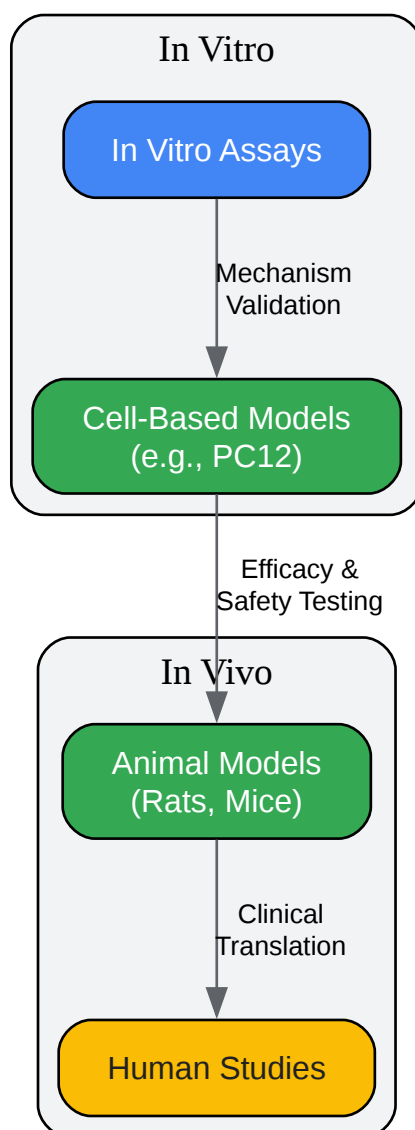 In Vitro
In Vitro Assays
Mechanism
Validation
Cell-Based Models
(e.g., PC12)
Efficacy &
Safety Testing
In Vivo
Animal Models
(Rats, Mice)
Clinical
Translation
Human Studies